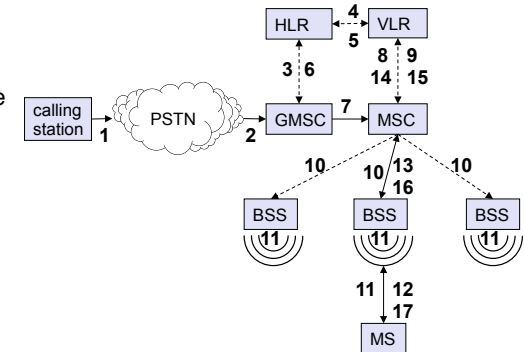 HLR 4 VLR
5
8 9
3 6
14 15
e
calling
station
1
PSTN
2
GMSC
7
MSC
10
10
13
16
10
BSS
BSS
BSS
11
11
11
11
12
17
MS